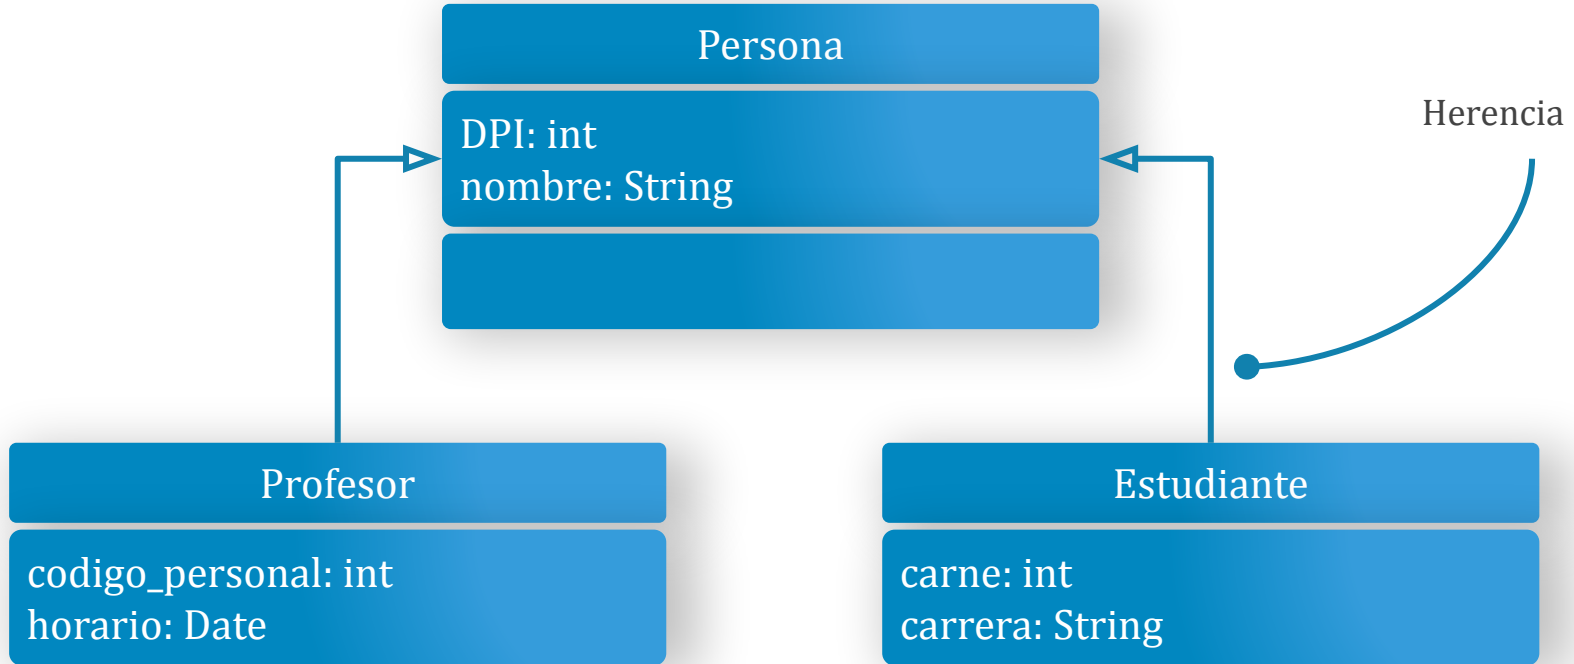 Persona
DPI: int
nombre: String
Herencia
Profesor
codigo_personal: int
horario: Date
Estudiante
carne: int
carrera: String